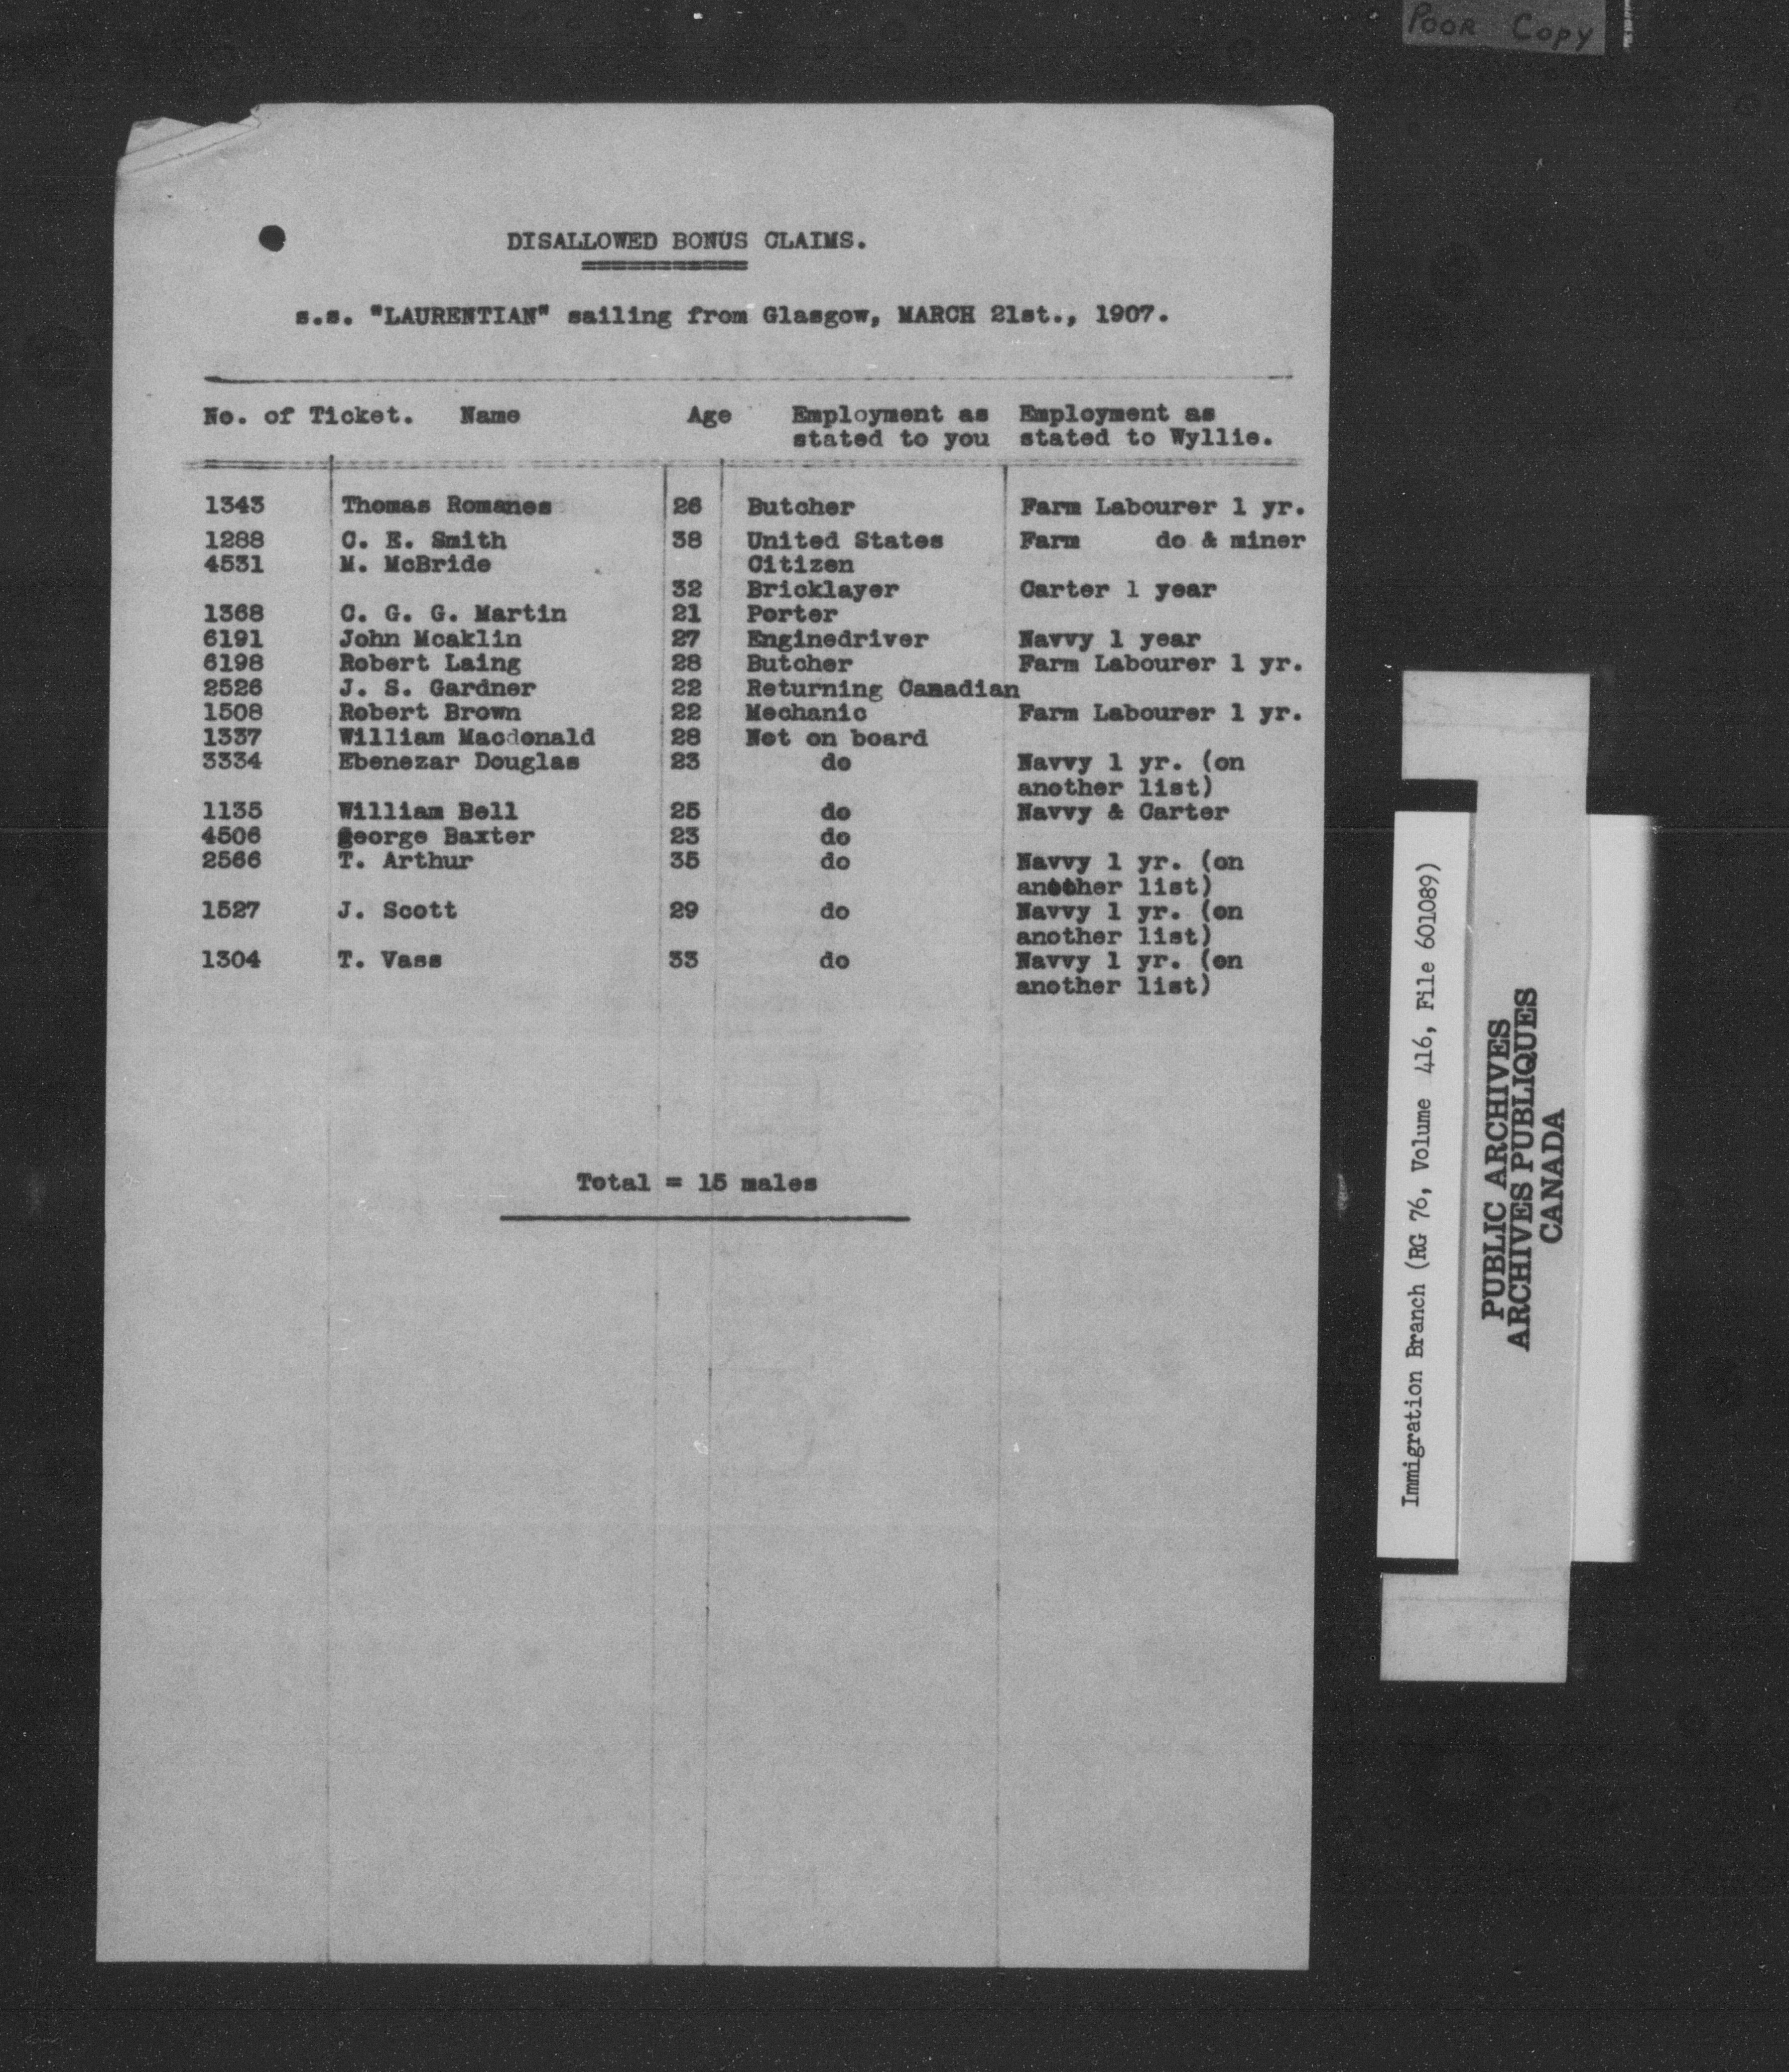 POOR COPY
DISALLOWED BONUS CLAIMS.
s.s. "LAURENTIAN" sailing from Glasgow, MARCH 21st., 1907.
No. of Ticket. Name Age Employment as Employment as
stated to you stated to Wyllie.
1343 Thomas Romanes 26 Butcher Farm Labourer 1 yr.
1288 C. E. Smith 38 United States Farm do & miner
4531 M. McBride Citizen
32 Bricklayer Carter 1 year
1368 C. G. G. Martin 21 Porter
6191 John Mcaklin 27 Enginedriver Navvy 1 year
6198 Robert Laing 28 Butcher Farm Labourer 1 yr.
2526 J. S. Gardner 22 Returning Canadian
1508 Robert Brown 22 Mechanic Farm Labourer 1 yr.
1337 William Macdonald 28 Not on board
3334 Ebenezar Douglas 23 do Navvy 1 yr. (on
another list)
1135 William Bell 25 do Navvy & Carter
4506 George Baxter 23 do
2566 T. Arthur 35 do Navvy 1 yr. (on
another list)
1527 J. Scott 29 do Navvy 1 yr. (on
another list)
1304 T. Vass 33 do Navvy 1 yr. (on
another list)
Total = 15 males
Immigration Branch (RG 76, Volume 416, File 601089)
PUBLIC ARCHIVES
ARCHIVES PUBLIQUES
CANADA